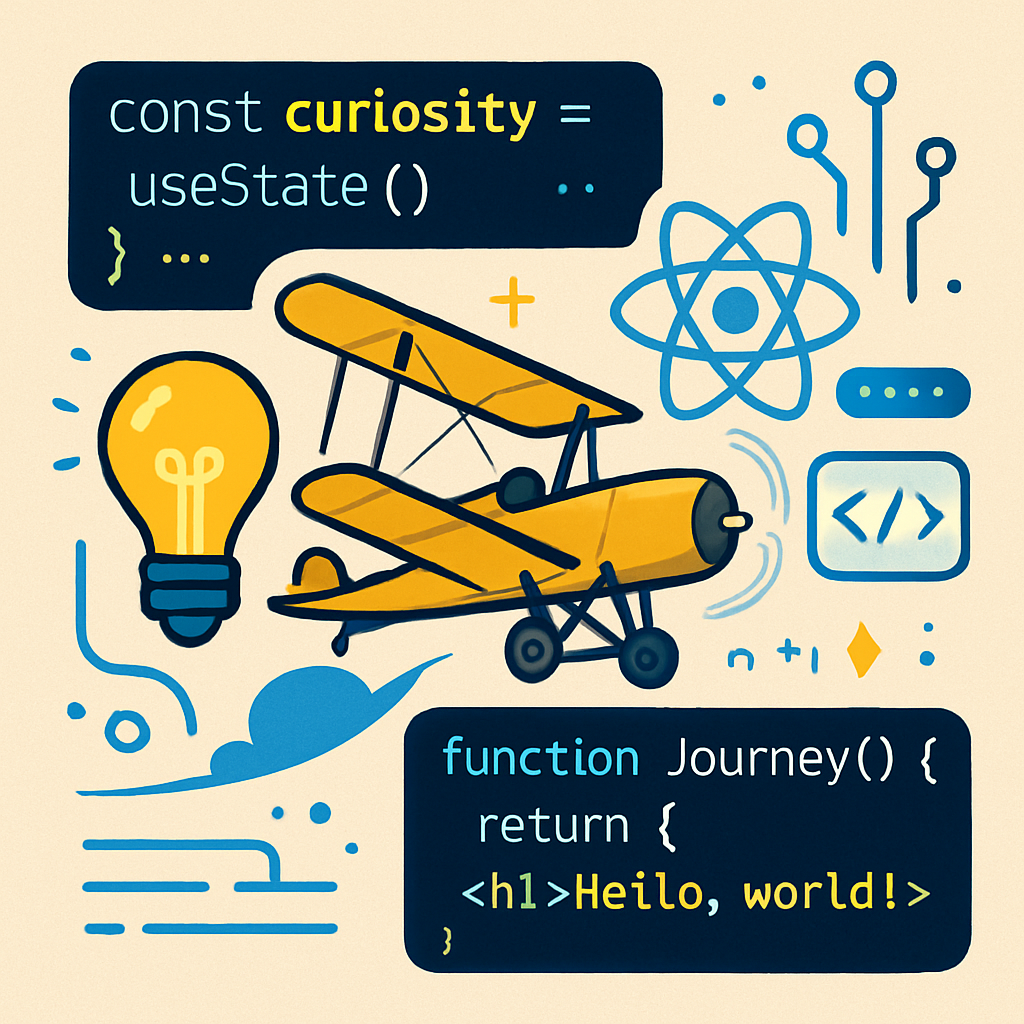 const curiosity =
useState()
} ...
</>
n +1
function Journey() {
return {
<h1>Heilo, world!>
}